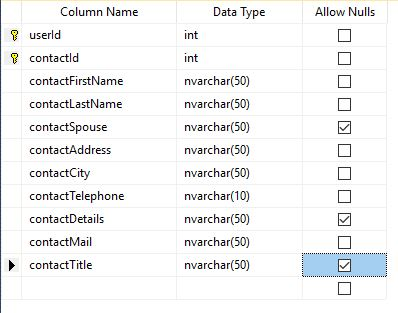 Column Name Data Type Allow Nulls
userId int
contactId int
contactFirstName nvarchar(50)
contactLastName nvarchar(50)
contactSpouse nvarchar(50)
contactAddress nvarchar(50)
contactCity nvarchar(50)
contactTelephone nvarchar(10)
contactDetails nvarchar(50)
contactMail nvarchar(50)
contactTitle nvarchar(50)